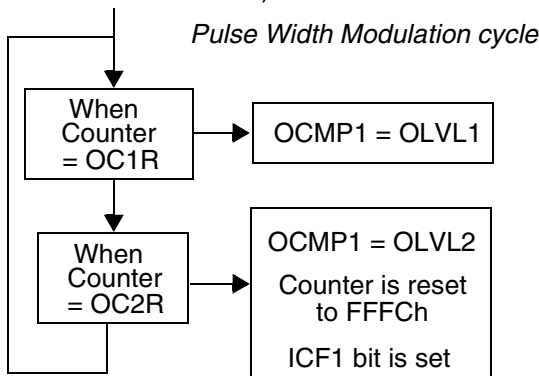 Pulse Width Modulation cycle
When
Counter
= OC1R
OCMP1 = OLVL1
When
Counter
= OC2R
OCMP1 = OLVL2
Counter is reset
to FFFCh
ICF1 bit is set